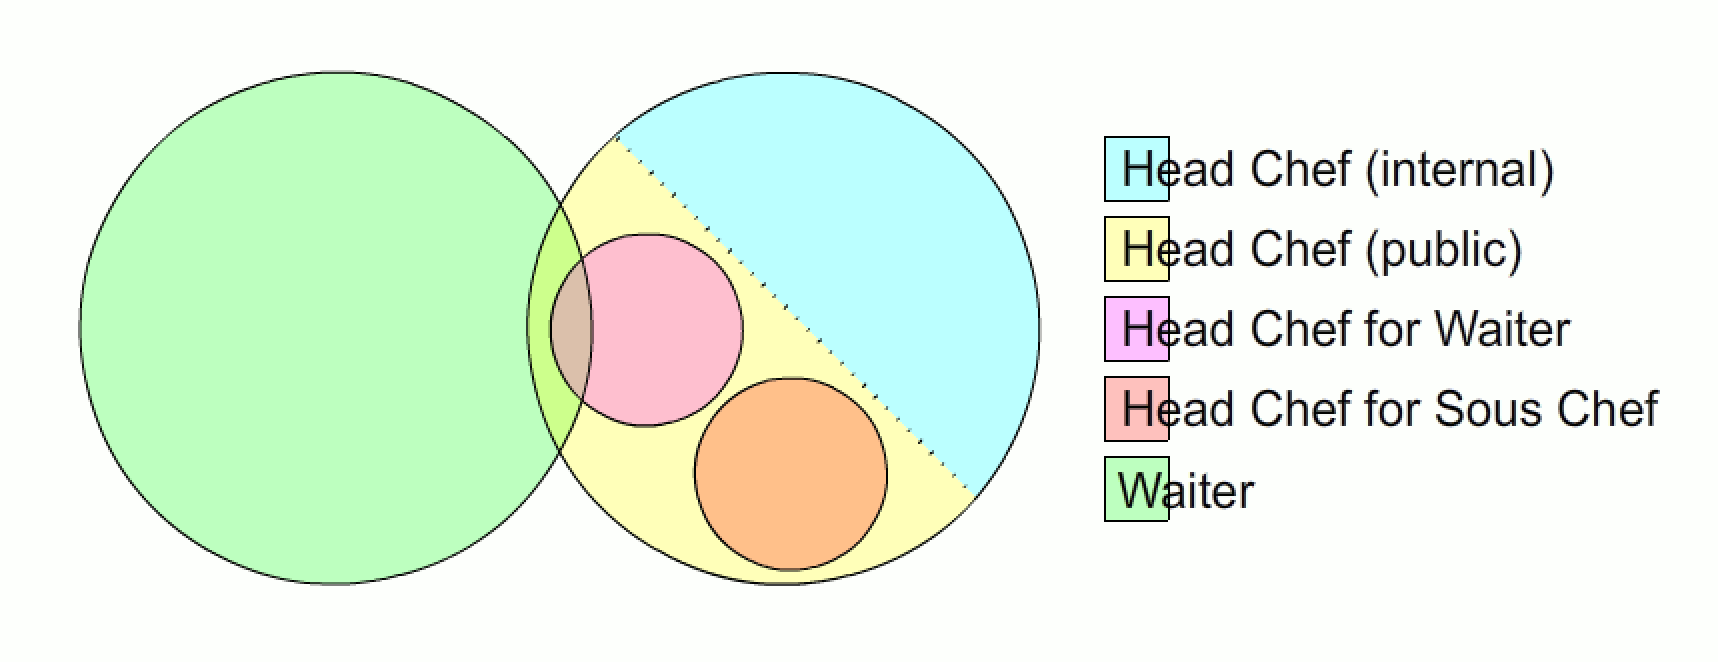 Head Chef (internal)
Head Chef (public)
Head Chef for Waiter
Head Chef for Sous Chef
Waiter